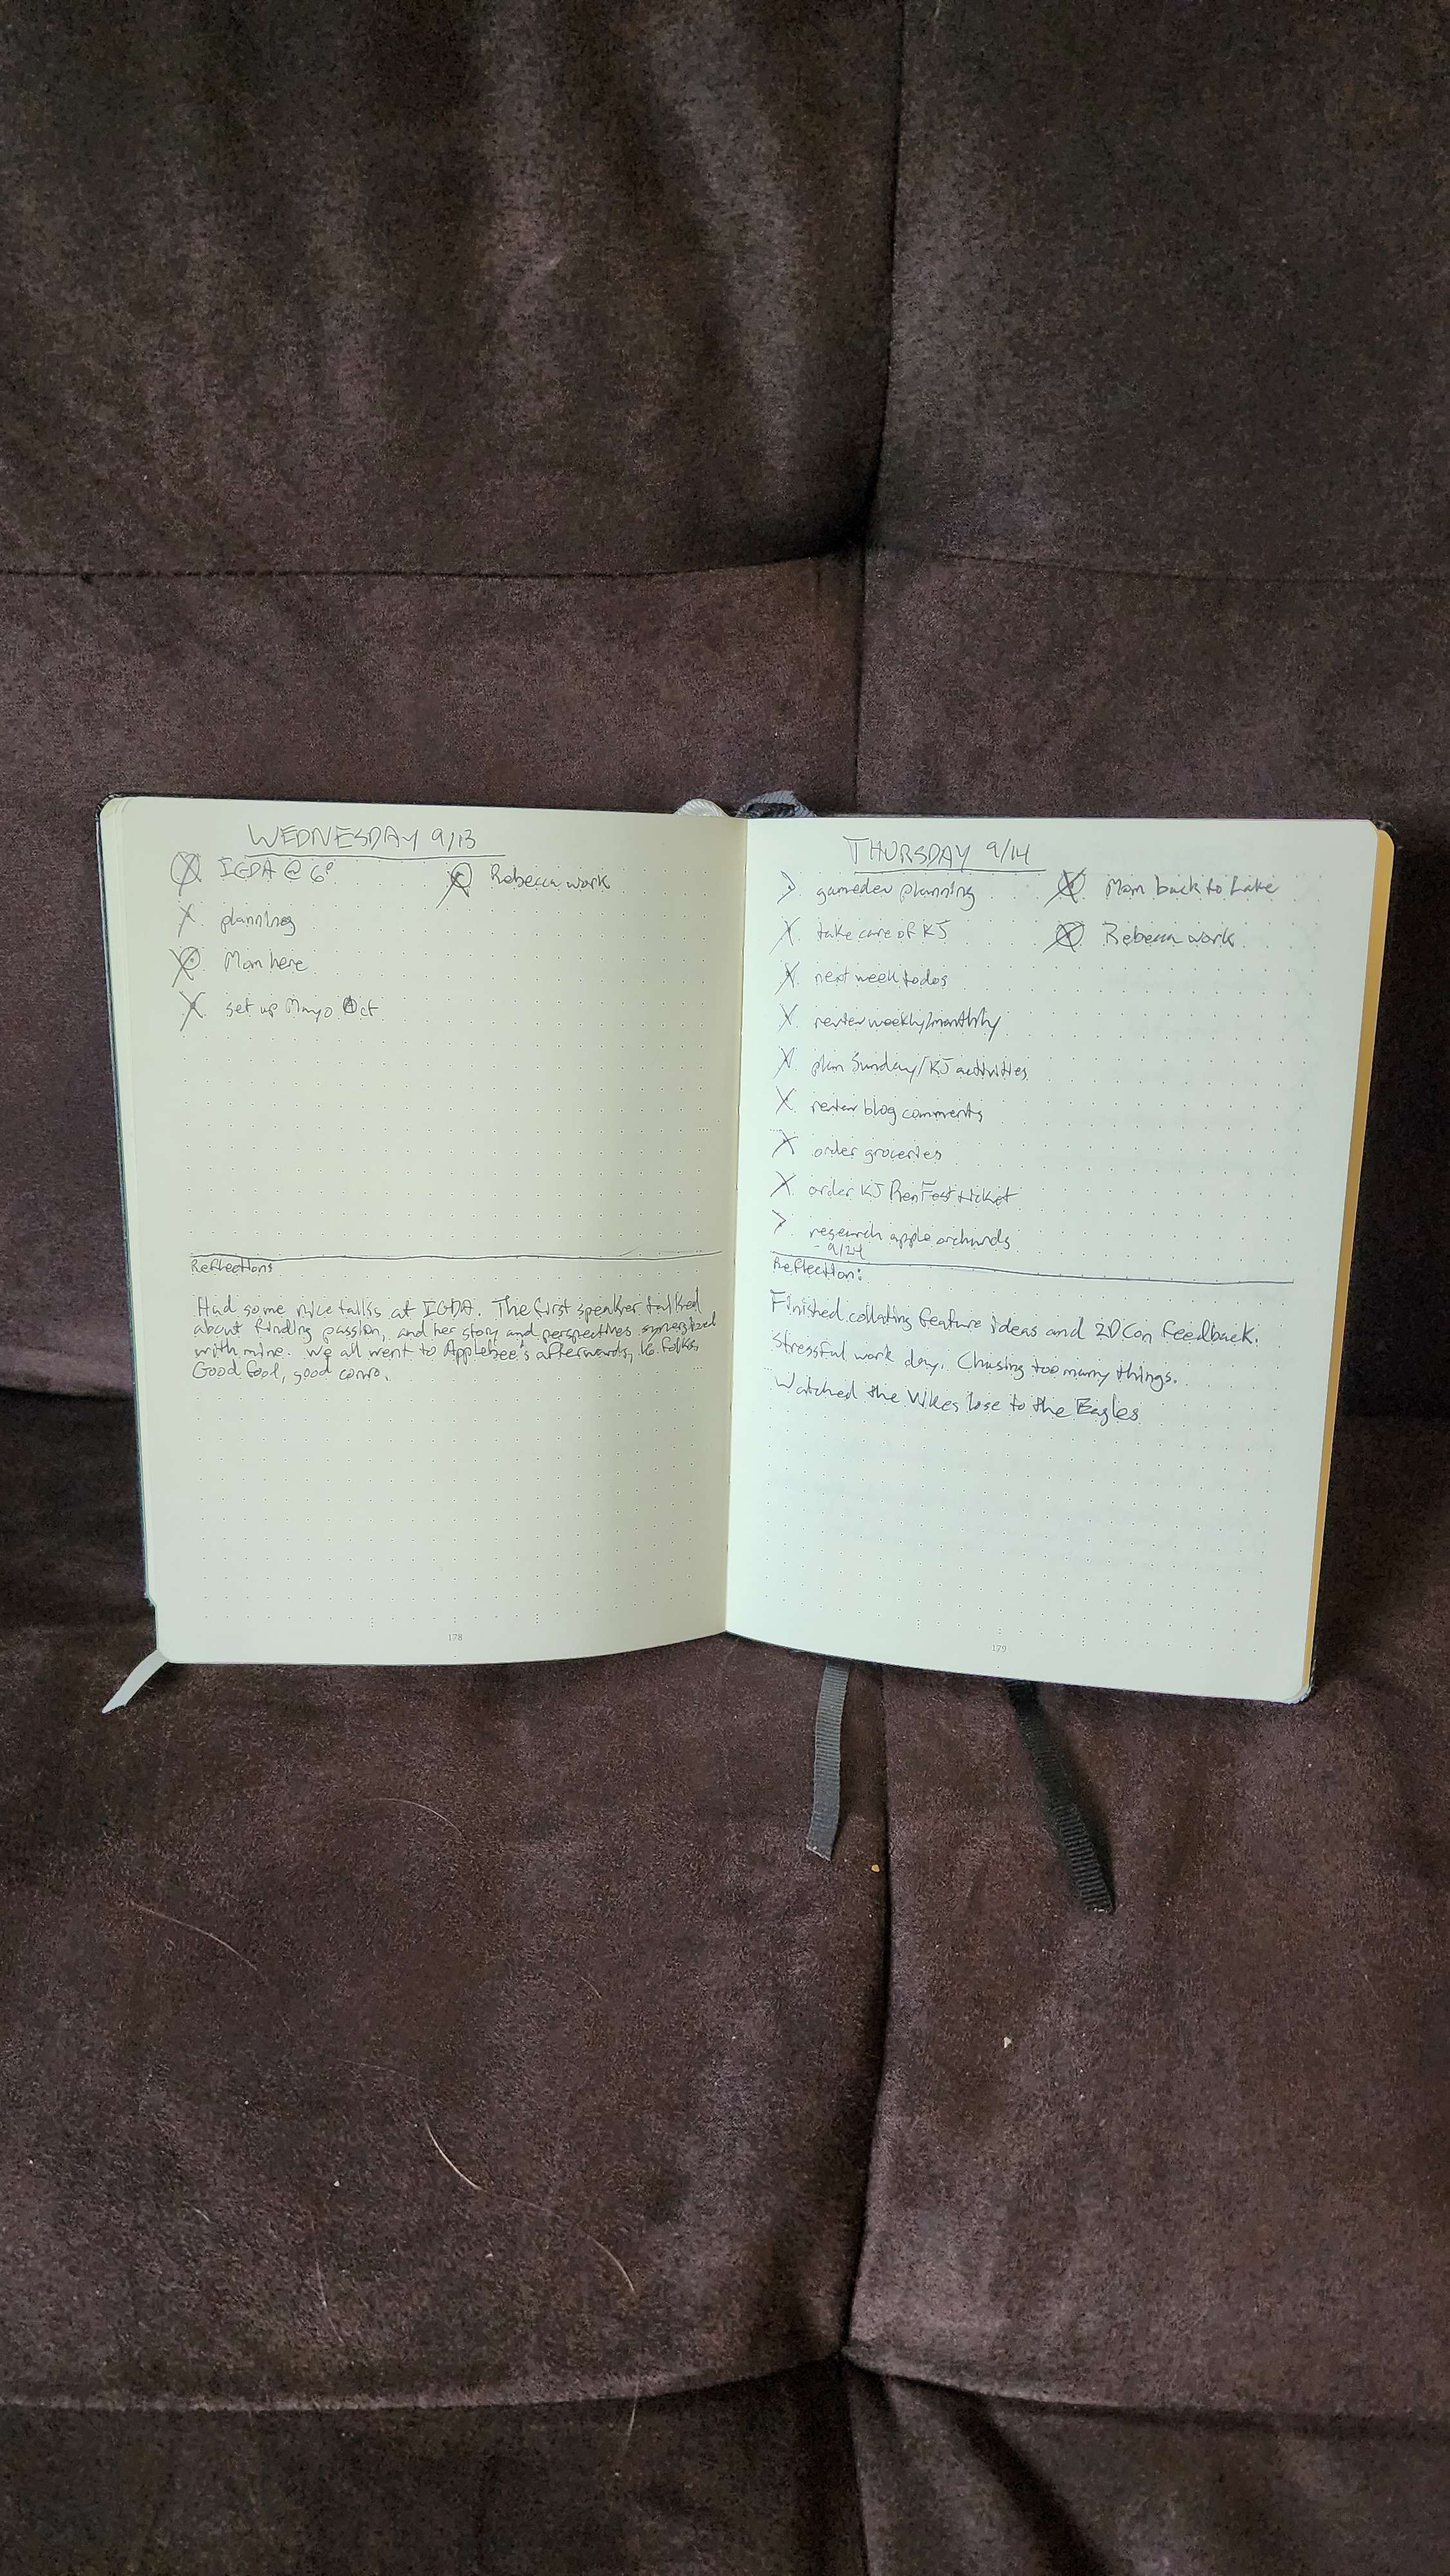 WEDNESDAY 9/13
X IGDA @ 6⁰
X Rebecca work
X planning
X Mom here
X set up Mayo Oct
Reflections
Had some nice talks at IGDA. The first speaker talked
about finding passion, and her story and perspectives synergized
with mine. We all went to Applebee's afterwards, 16 folks.
Good food, good convo.
178
THURSDAY 9/14
> gamedev planning
X Mom back to Lake
X take care of KJ
X Rebecca work
X next week todos
X review weekly/monthly
X plan Sunday/KJ activities
X review blog comments
X order groceries
X order KJ RenFest ticket
> research apple orchards
- 9/24
Reflection:
Finished collating feature ideas and 2DCon feedback.
Stressful work day. Chasing too many things.
Watched the Vikes lose to the Eagles
179